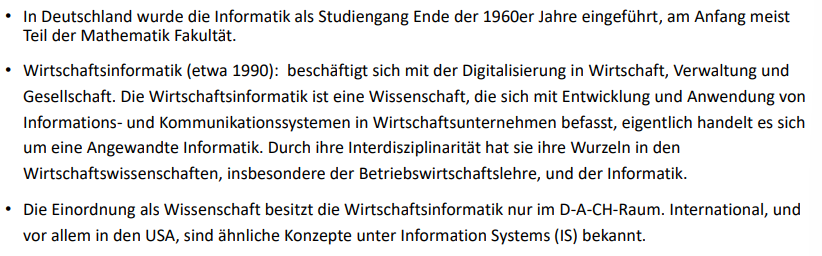 • In Deutschland wurde die Informatik als Studiengang Ende der 1960er Jahre eingeführt, am Anfang meist
Teil der Mathematik Fakultät.
• Wirtschaftsinformatik (etwa 1990): beschäftigt sich mit der Digitalisierung in Wirtschaft, Verwaltung und
Gesellschaft. Die Wirtschaftsinformatik ist eine Wissenschaft, die sich mit Entwicklung und Anwendung von
Informations- und Kommunikationssystemen in Wirtschaftsunternehmen befasst, eigentlich handelt es sich
um eine Angewandte Informatik. Durch ihre Interdisziplinarität hat sie ihre Wurzeln in den
Wirtschaftswissenschaften, insbesondere der Betriebswirtschaftslehre, und der Informatik.
• Die Einordnung als Wissenschaft besitzt die Wirtschaftsinformatik nur im D-A-CH-Raum. International, und
vor allem in den USA, sind ähnliche Konzepte unter Information Systems (IS) bekannt.